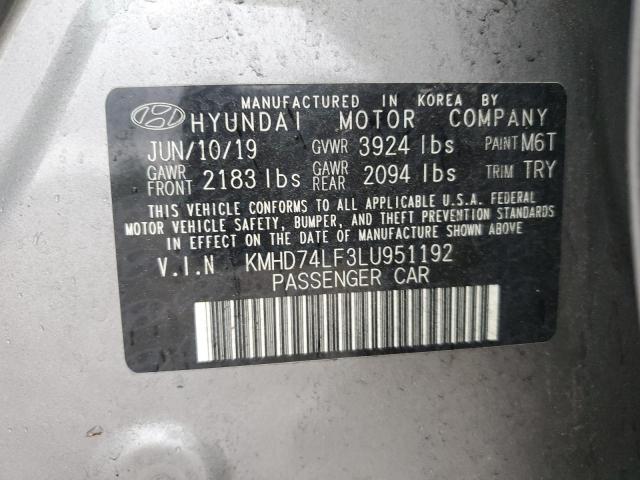 MANUFACTURED IN KOREA BY
HYUNDAI MOTOR COMPANY
JUN/10/19 GVWR 3924 lbs PAINT M6T
GAWR FRONT 2183 lbs GAWR REAR 2094 lbs TRIM TRY
THIS VEHICLE CONFORMS TO ALL APPLICABLE U.S.A. FEDERAL
MOTOR VEHICLE SAFETY, BUMPER, AND THEFT PREVENTION STANDARDS
IN EFFECT ON THE DATE OF MANUFACTURE SHOWN ABOVE.
V.I.N KMHD74LF3LU951192
PASSENGER CAR